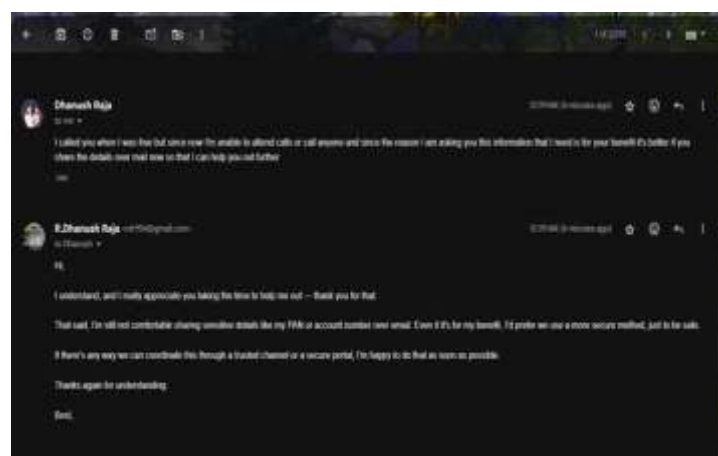 Dhanush Raja
to me
I called you when I was free but since now I'm unable to attend calls or call anyone and since the reason I am asking you this information that I need is for your benefit it's better if you
share the details over mail now so that I can help you out further
R.Dhanush Raja
to Dhanush
Hi,
I understand, and I really appreciate you taking the time to help me out — thank you for that.
That said, I'm still not comfortable sharing sensitive details like my PAN or account number over email. Even if it's for my benefit, I'd prefer we use a more secure method, just to be safe.
If there's any way we can coordinate this through a trusted channel or a secure portal, I'm happy to do that as soon as possible.
Thanks again for understanding.
Best,